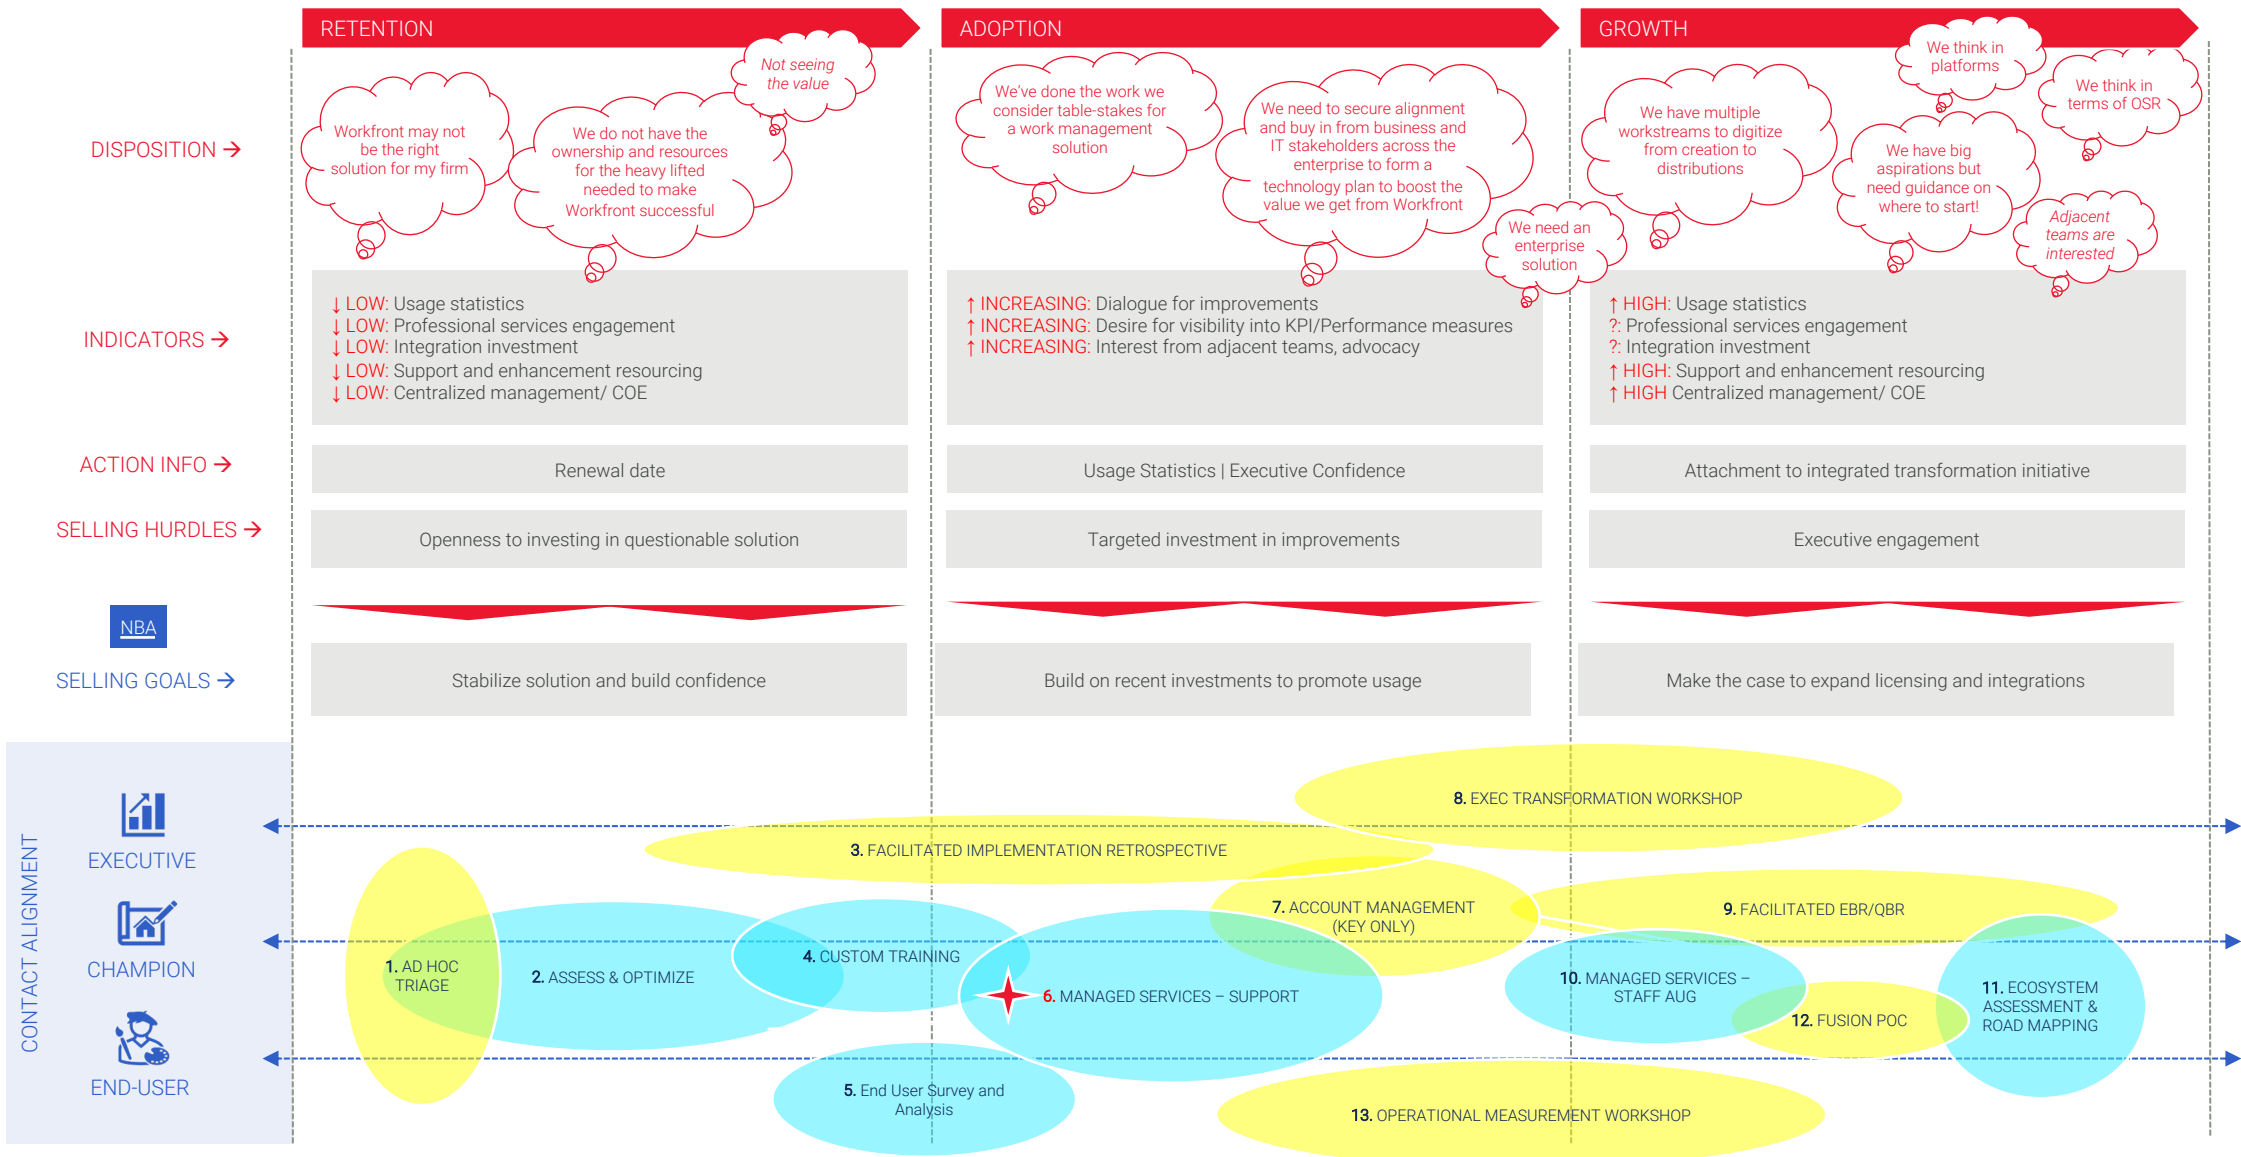 RETENTION
ADOPTION
GROWTH
DISPOSITION →
Workfront may not
be the right
solution for my firm
We do not have the
ownership and resources
for the heavy lifted
needed to make
Workfront successful
Not seeing
the value
We've done the work we
consider table-stakes for
a work management
solution
We need to secure alignment
and buy in from business and
IT stakeholders across the
enterprise to form a
technology plan to boost the
value we get from Workfront
We need an
enterprise
solution
We have multiple
workstreams to digitize
from creation to
distributions
We think in
platforms
We think in
terms of OSR
We have big
aspirations but
need guidance on
where to start!
Adjacent
teams are
interested
INDICATORS →
↓ LOW: Usage statistics
↓ LOW: Professional services engagement
↓ LOW: Integration investment
↓ LOW: Support and enhancement resourcing
↓ LOW: Centralized management/ COE
↑ INCREASING: Dialogue for improvements
↑ INCREASING: Desire for visibility into KPI/Performance measures
↑ INCREASING: Interest from adjacent teams, advocacy
↑ HIGH: Usage statistics
?: Professional services engagement
?: Integration investment
↑ HIGH: Support and enhancement resourcing
↑ HIGH Centralized management/ COE
ACTION INFO →
Renewal date
Usage Statistics | Executive Confidence
Attachment to integrated transformation initiative
SELLING HURDLES →
Openness to investing in questionable solution
Targeted investment in improvements
Executive engagement
NBA
SELLING GOALS →
Stabilize solution and build confidence
Build on recent investments to promote usage
Make the case to expand licensing and integrations
CONTACT ALIGNMENT
EXECUTIVE
CHAMPION
END-USER
1. AD HOC
TRIAGE
2. ASSESS & OPTIMIZE
3. FACILITATED IMPLEMENTATION RETROSPECTIVE
4. CUSTOM TRAINING
5. End User Survey and
Analysis
6. MANAGED SERVICES – SUPPORT
7. ACCOUNT MANAGEMENT
(KEY ONLY)
8. EXEC TRANSFORMATION WORKSHOP
9. FACILITATED EBR/QBR
10. MANAGED SERVICES –
STAFF AUG
11. ECOSYSTEM
ASSESSMENT &
ROAD MAPPING
12. FUSION POC
13. OPERATIONAL MEASUREMENT WORKSHOP